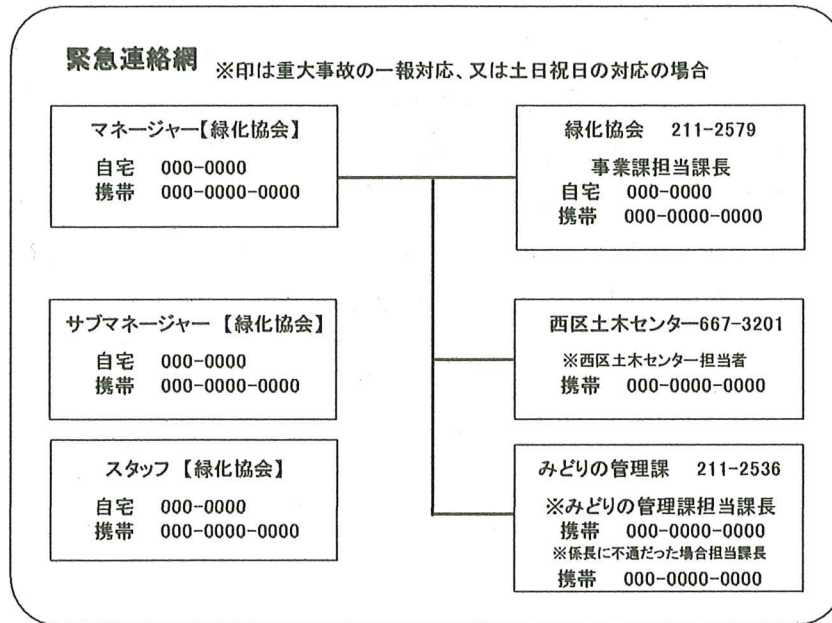 緊急連絡網 ※印は重大事故の一報対応、又は土日祝日の対応の場合
マネージャー【緑化協会】
自宅 000-0000
携帯 000-0000-0000
サブマネージャー 【緑化協会】
自宅 000-0000
携帯 000-0000-0000
スタッフ 【緑化協会】
自宅 000-0000
携帯 000-0000-0000
緑化協会 211-2579
事業課担当課長
自宅 000-0000
携帯 000-0000-0000
西区土木センター667-3201
※西区土木センター担当者
携帯 000-0000-0000
みどりの管理課 211-2536
※みどりの管理課担当課長
携帯 000-0000-0000
※係長に不通だった場合担当課長
携帯 000-0000-0000